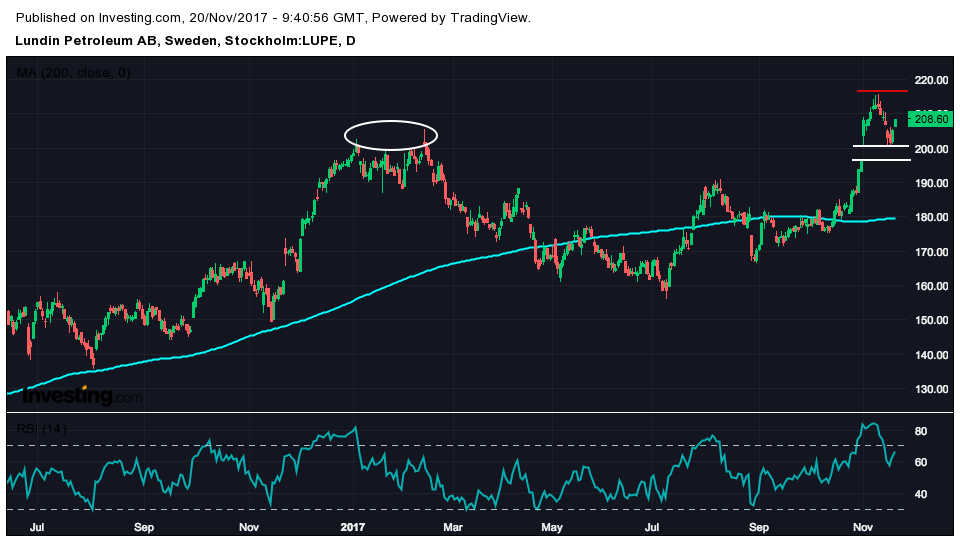 Published on Investing.com, 20/Nov/2017 - 9:40:56 GMT, Powered by TradingView.
Lundin Petroleum AB, Sweden, Stockholm:LUPE, D
MA (200, close, 0)
220.00
210.00
208.60
200.00
190.00
180.00
170.00
160.00
150.00
140.00
130.00
Investing.com
RSI (14)
80
60
40
Jul Sep Nov 2017 Mar May Jul Sep Nov